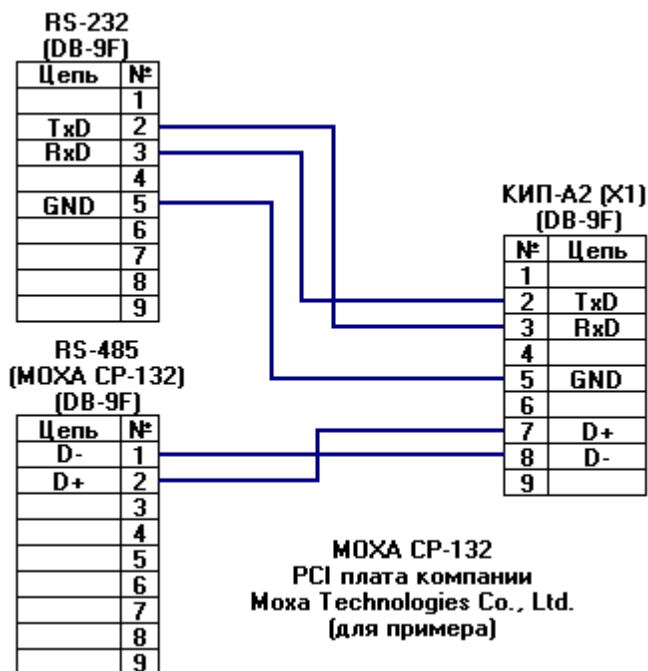 RS-232
(DB-9F)
Цепь №
1
TxD 2
RxD 3
4
GND 5
6
7
8
9
КИП-А2 (X1)
(DB-9F)
№ Цепь
1
2 TxD
3 RxD
4
5 GND
6
7 D+
8 D-
9
RS-485
(MOXA CP-132)
(DB-9F)
Цепь №
D- 1
D+ 2
3
4
5
6
7
8
9
MOXA CP-132
PCI плата компании
Moxa Technologies Co., Ltd.
(для примера)